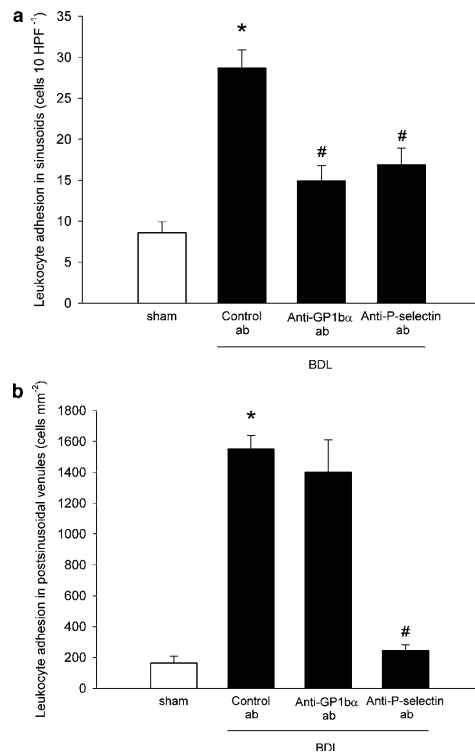 a
Leukocyte adhesion in sinusoids (cells 10 HPF⁻¹)
35
30
25
20
15
10
5
0
*
#
#
sham
Control
ab
Anti-GP1bα
ab
Anti-P-selectin
ab
BDL
b
Leukocyte adhesion in postsinusoidal venules (cells mm⁻²)
1800
1600
1400
1200
1000
800
600
400
200
0
*
#
sham
Control
ab
Anti-GP1bα
ab
Anti-P-selectin
ab
BDL